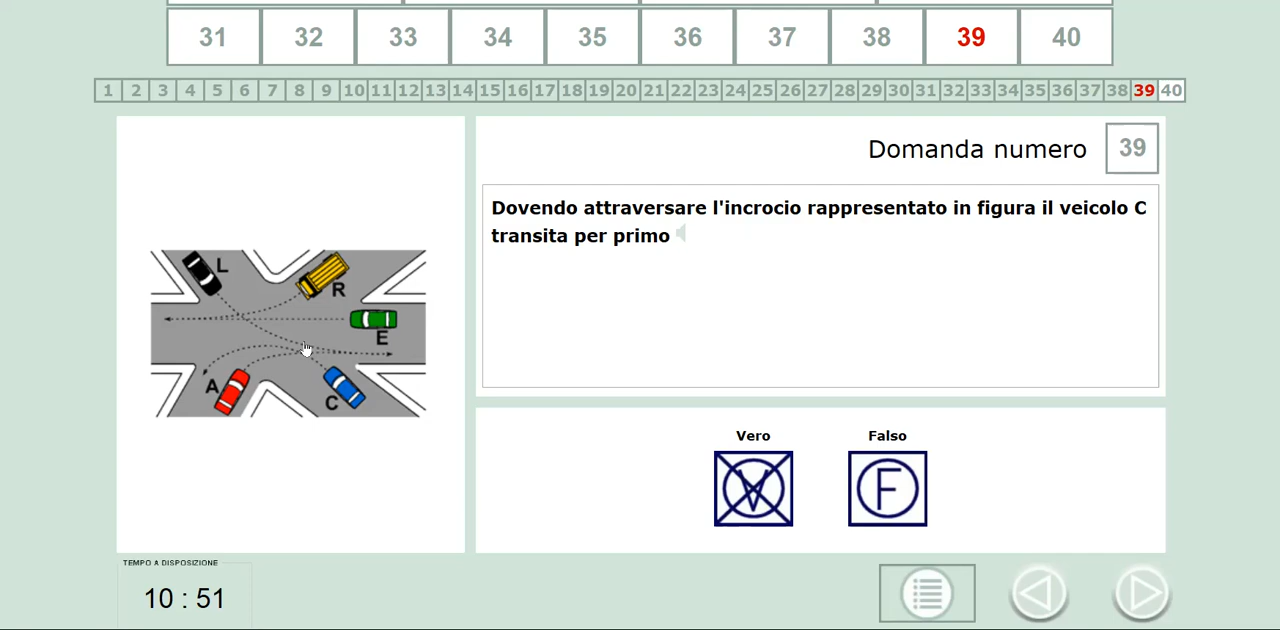 31 32 33 34 35 36 37 38 39 40
1 2 3 4 5 6 7 8 9 10 11 12 13 14 15 16 17 18 19 20 21 22 23 24 25 26 27 28 29 30 31 32 33 34 35 36 37 38 39 40
Domanda numero 39
Dovendo attraversare l'incrocio rappresentato in figura il veicolo C
transita per primo
L
R
E
A
C
Vero Falso
V F
TEMPO A DISPOSIZIONE
10 : 51